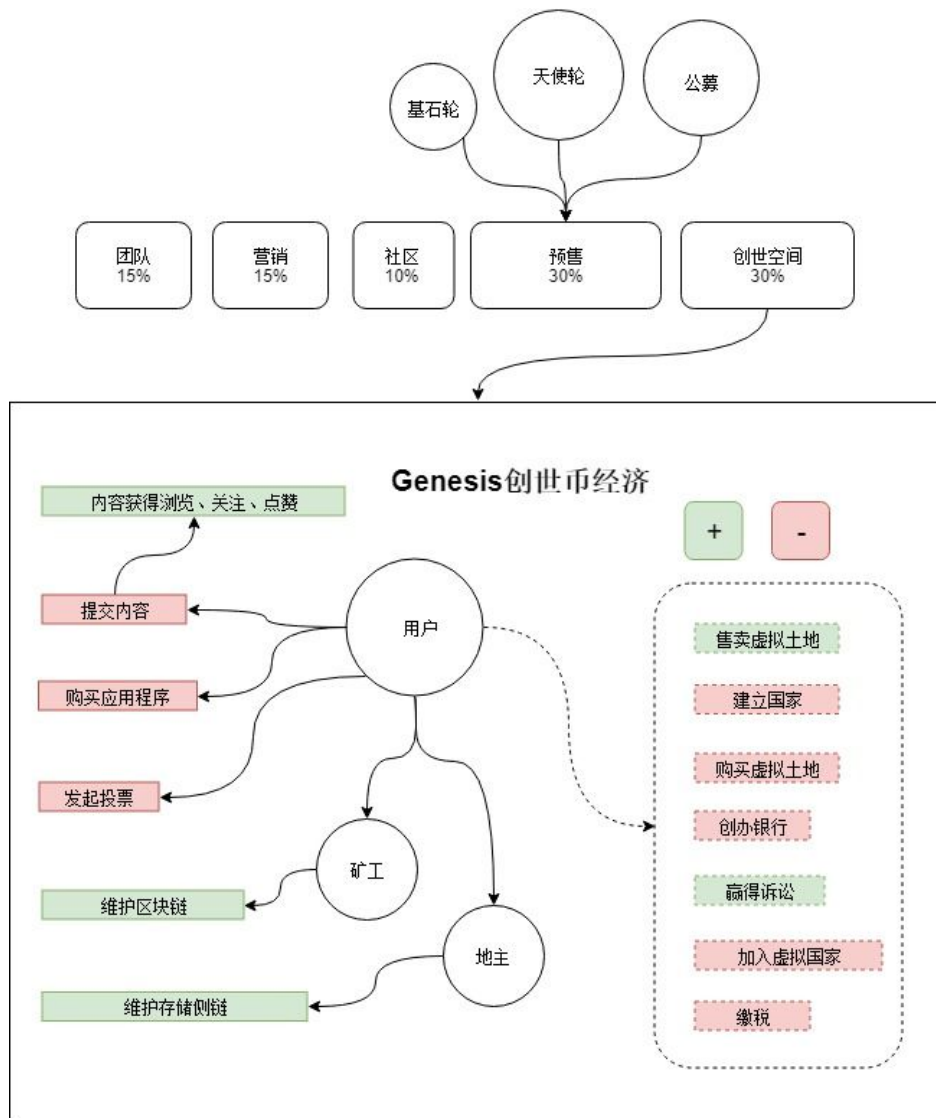 基石轮
天使轮
公募
团队
15%
营销
15%
社区
10%
预售
30%
创世空间
30%
Genesis创世币经济
内容获得浏览、关注、点赞
提交内容
购买应用程序
发起投票
维护区块链
维护存储侧链
用户
矿工
地主
+
-
售卖虚拟土地
建立国家
购买虚拟土地
创办银行
赢得诉讼
加入虚拟国家
缴税